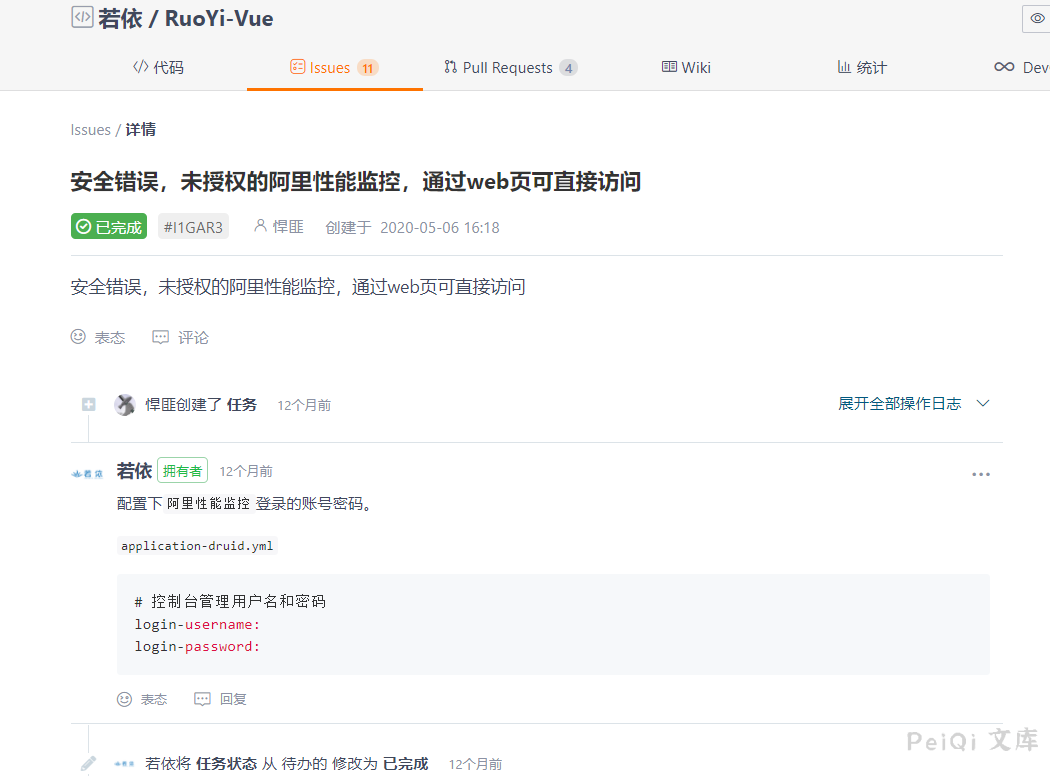 若依 / RuoYi-Vue
代码 Issues 11 Pull Requests 4 Wiki 统计 Dev
Issues / 详情
安全错误，未授权的阿里性能监控，通过web页可直接访问
已完成 #I1GAR3 悍匪 创建于 2020-05-06 16:18
安全错误，未授权的阿里性能监控，通过web页可直接访问
表态 评论
悍匪创建了 任务 12个月前 展开全部操作日志
若依 拥有者 12个月前
配置下 阿里性能监控 登录的账号密码。
application-druid.yml
# 控制台管理用户名和密码
login-username:
login-password:
表态 回复
PeiQi 文库
若依将 任务状态 从 待办的 修改为 已完成 12个月前